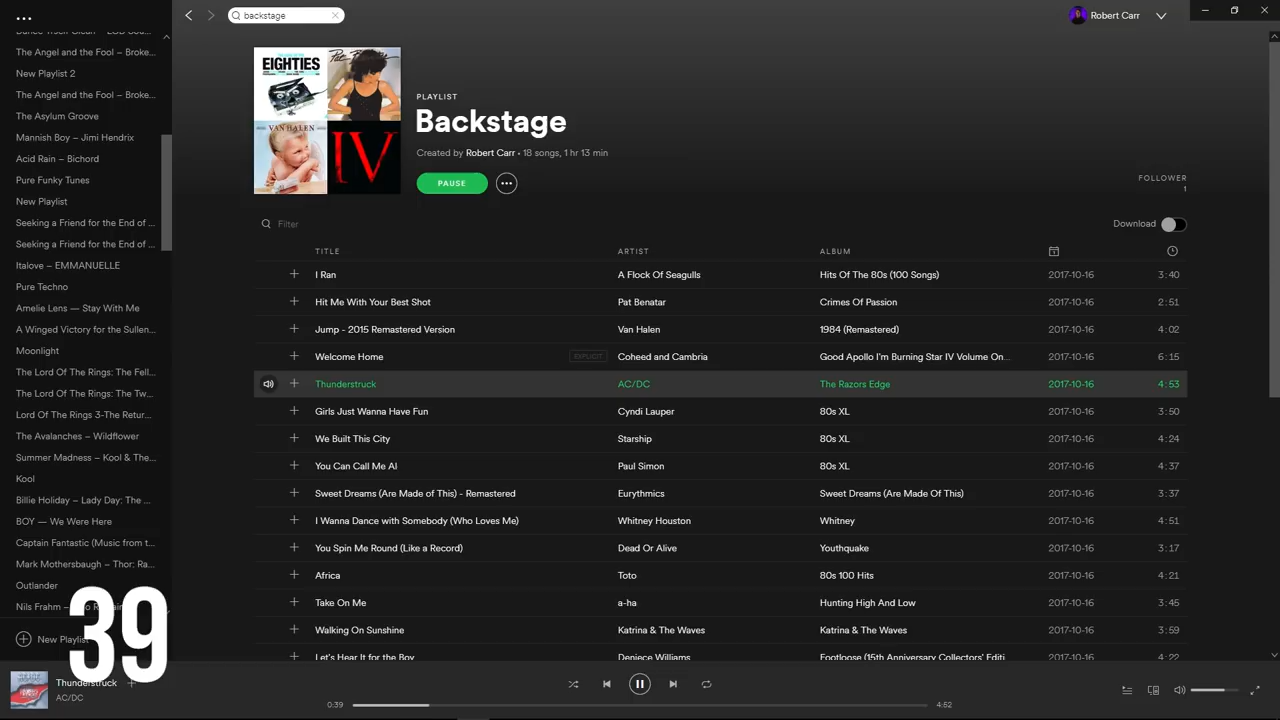 ...
backstage
Robert Carr
The Angel and the Fool – Broke...
New Playlist 2
The Angel and the Fool – Broke...
The Asylum Groove
Mannish Boy – Jimi Hendrix
Acid Rain – Bichord
Pure Funky Tunes
New Playlist
Seeking a Friend for the End of ...
Seeking a Friend for the End of ...
Italove – EMMANUELLE
Pure Techno
Amelie Lens — Stay With Me
A Winged Victory for the Sullen...
Moonlight
The Lord Of The Rings: The Fell...
The Lord Of The Rings: The Tw...
Lord Of The Rings 3-The Retur...
The Avalanches – Wildflower
Summer Madness – Kool & The...
Kool
Billie Holiday – Lady Day: The ...
BOY — We Were Here
Captain Fantastic (Music from t...
Mark Mothersbaugh – Thor: Ra...
Outlander
Nils Frahm –
New Playlist
39
EIGHTIES
VAN HALEN
IV
PLAYLIST
Backstage
Created by Robert Carr • 18 songs, 1 hr 13 min
PAUSE
FOLLOWER
1
Filter
Download
TITLE ARTIST ALBUM
I Ran A Flock Of Seagulls Hits Of The 80s (100 Songs) 2017-10-16 3:40
Hit Me With Your Best Shot Pat Benatar Crimes Of Passion 2017-10-16 2:51
Jump - 2015 Remastered Version Van Halen 1984 (Remastered) 2017-10-16 4:02
Welcome Home EXPLICIT Coheed and Cambria Good Apollo I'm Burning Star IV Volume On... 2017-10-16 6:15
Thunderstruck AC/DC The Razors Edge 2017-10-16 4:53
Girls Just Wanna Have Fun Cyndi Lauper 80s XL 2017-10-16 3:50
We Built This City Starship 80s XL 2017-10-16 4:24
You Can Call Me Al Paul Simon 80s XL 2017-10-16 4:37
Sweet Dreams (Are Made of This) - Remastered Eurythmics Sweet Dreams (Are Made Of This) 2017-10-16 3:37
I Wanna Dance with Somebody (Who Loves Me) Whitney Houston Whitney 2017-10-16 4:51
You Spin Me Round (Like a Record) Dead Or Alive Youthquake 2017-10-16 3:17
Africa Toto 80s 100 Hits 2017-10-16 4:21
Take On Me a-ha Hunting High And Low 2017-10-16 3:45
Walking On Sunshine Katrina & The Waves Katrina & The Waves 2017-10-16 3:59
Let's Hear It for the Boy Deniece Williams Footloose (15th Anniversary Collectors' Editi... 2017-10-16 4:22
Thunderstruck
AC/DC
0:39
4:52